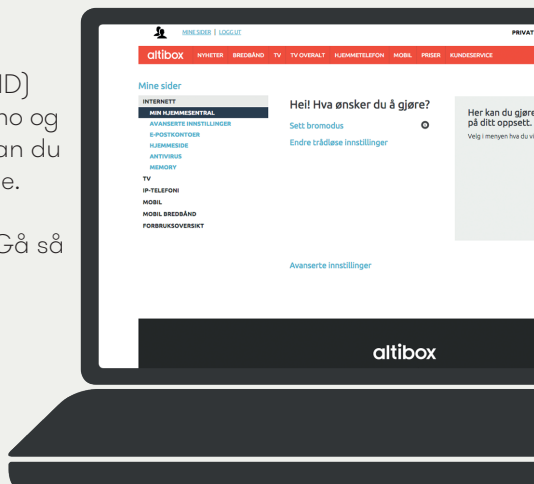 ID)
no og
an du
e.
Gå så
MINE SIDER | LOGG UT
PRIVAT
altibox NYHETER BREDBÅND TV TV OVERALT HJEMMETELEFON MOBIL PRISER KUNDESERVICE
Mine sider
INTERNETT
MIN HJEMMESENTRAL
AVANSERTE INNSTILLINGER
E-POSTKONTOER
HJEMMESIDE
ANTIVIRUS
MEMORY
TV
IP-TELEFONI
MOBIL
MOBIL BREDBÅND
FORBRUKSOVERSIKT
Hei! Hva ønsker du å gjøre?
Sett bromodus
Endre trådløse innstillinger
Avanserte innstillinger
Her kan du gjøre
på ditt oppsett.
Velg i menyen hva du vi
altibox